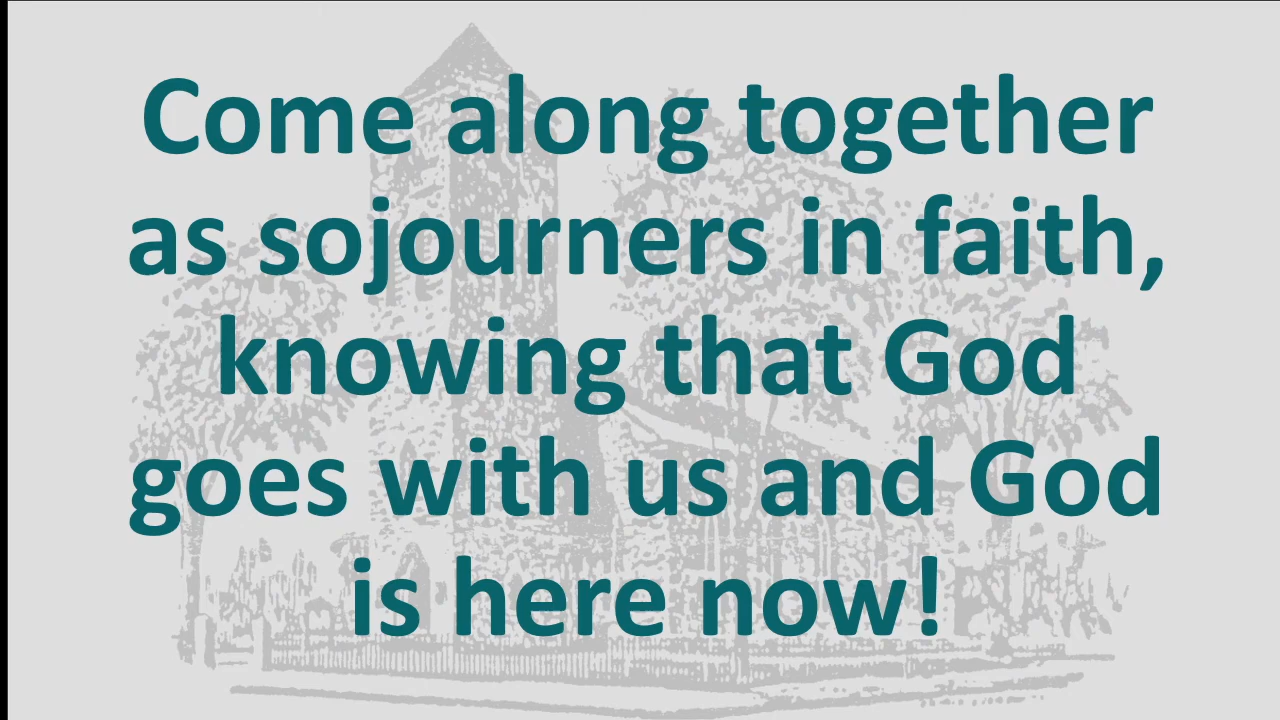 Come along together
as sojourners in faith,
knowing that God
goes with us and God
is here now!